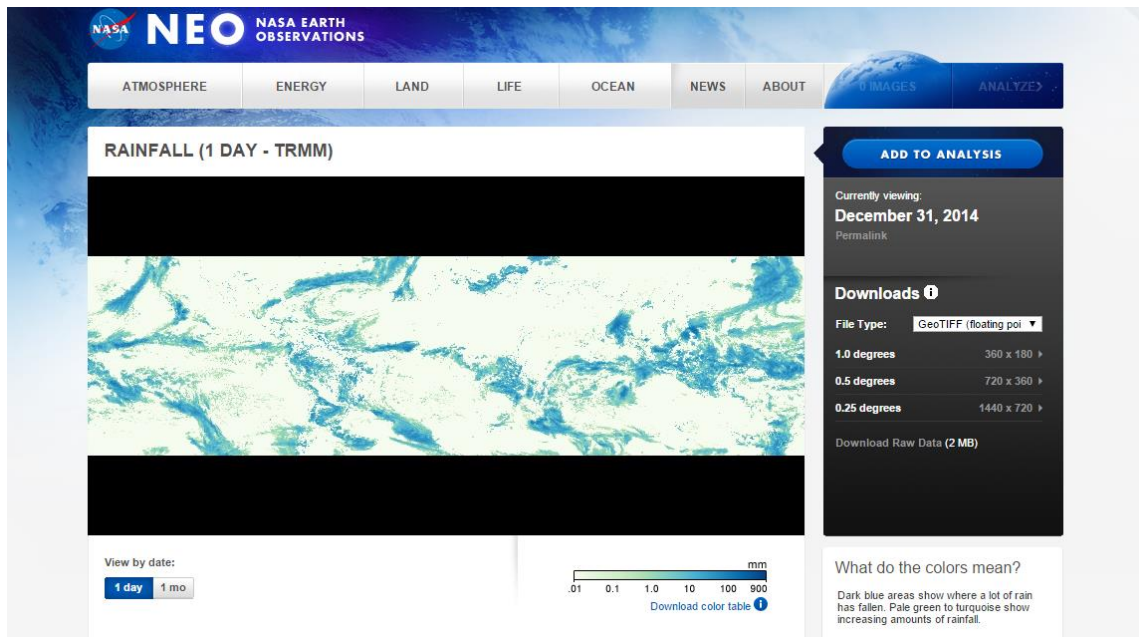 NASA
NEO
NASA EARTH
OBSERVATIONS
ATMOSPHERE
ENERGY
LAND
LIFE
OCEAN
NEWS
ABOUT
0 IMAGES
ANALYZE>
RAINFALL (1 DAY - TRMM)
ADD TO ANALYSIS
Currently viewing:
December 31, 2014
Permalink
Downloads i
File Type: GeoTIFF (floating poi
1.0 degrees 360 x 180
0.5 degrees 720 x 360
0.25 degrees 1440 x 720
Download Raw Data (2 MB)
View by date:
1 day 1 mo
mm
.01 0.1 1.0 10 100 900
Download color table i
What do the colors mean?
Dark blue areas show where a lot of rain
has fallen. Pale green to turquoise show
increasing amounts of rainfall.